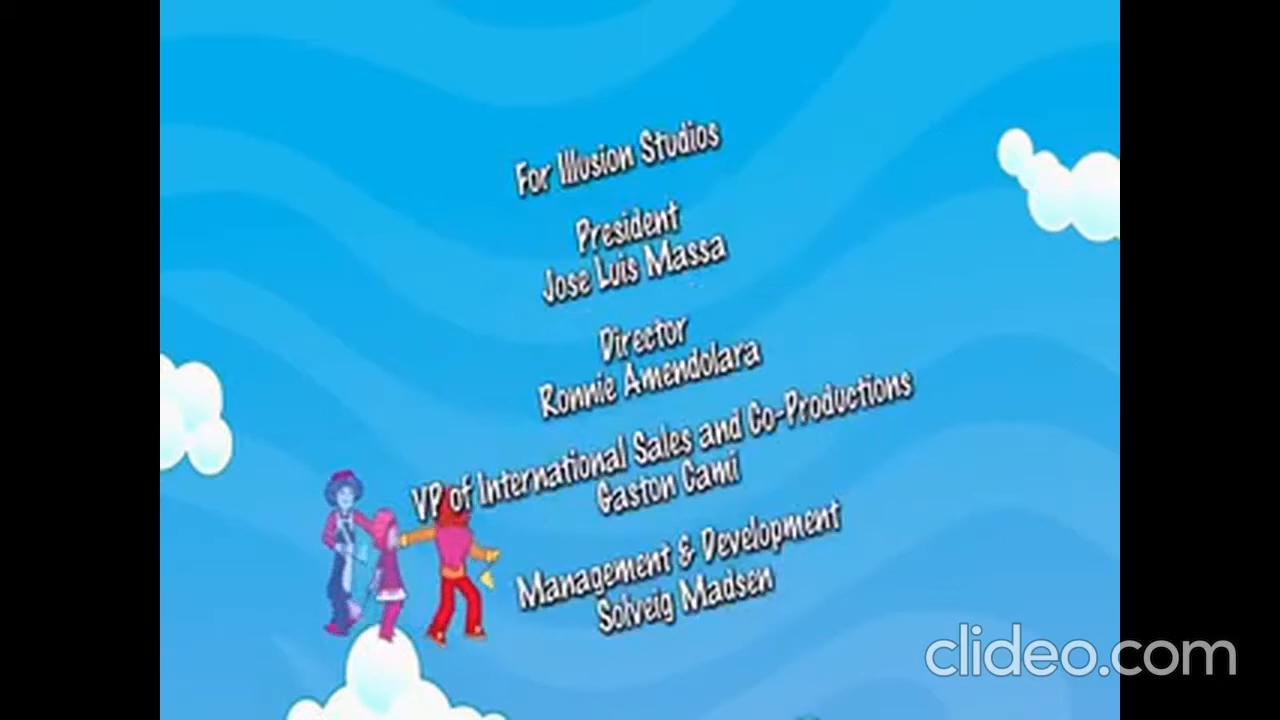 For Illusion Studios
President
Jose Luis Massa
Director
Ronnie Amendolara
VP of International Sales and Co-Productions
Gaston Cami
Management & Development
Solveig Madsen
clideo.com